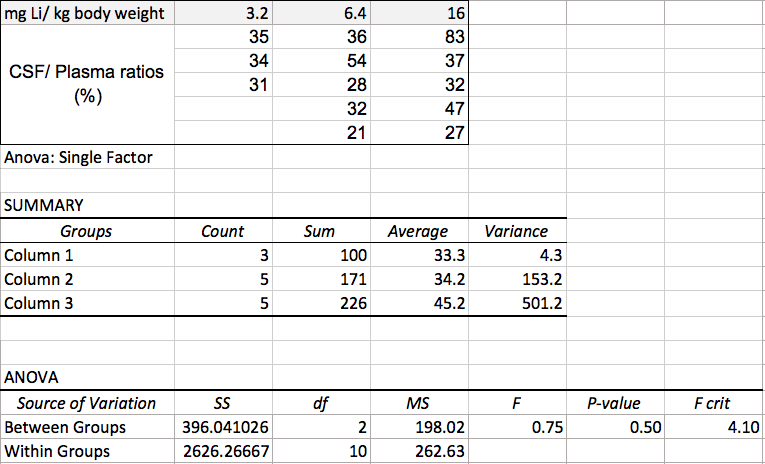 mg Li/ kg body weight 3.2 6.4 16
35 36 83
34 54 37
CSF/ Plasma ratios
(%)
31 28 32
32 47
21 27
Anova: Single Factor
SUMMARY
Groups Count Sum Average Variance
Column 1 3 100 33.3 4.3
Column 2 5 171 34.2 153.2
Column 3 5 226 45.2 501.2
ANOVA
Source of Variation SS df MS F P-value F crit
Between Groups 396.041026 2 198.02 0.75 0.50 4.10
Within Groups 2626.26667 10 262.63